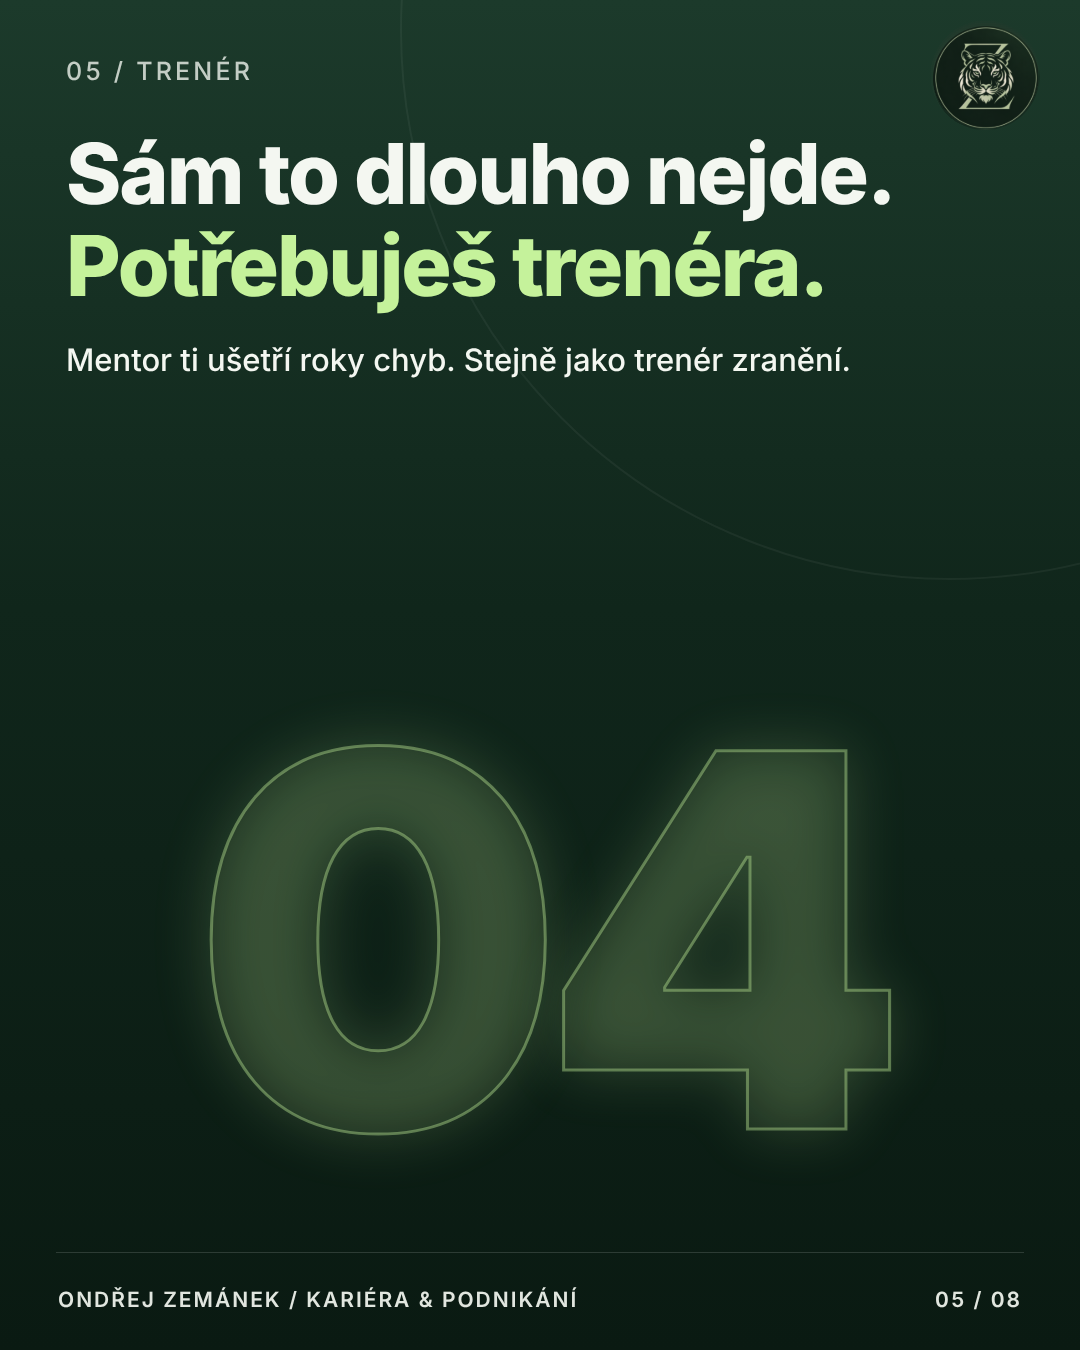 05 / TRENÉR
Sám to dlouho nejde.
Potřebuješ trenéra.
Mentor ti ušetří roky chyb. Stejně jako trenér zranění.
04
ONDŘEJ ZEMÁNEK / KARIÉRA & PODNIKÁNÍ
05 / 08